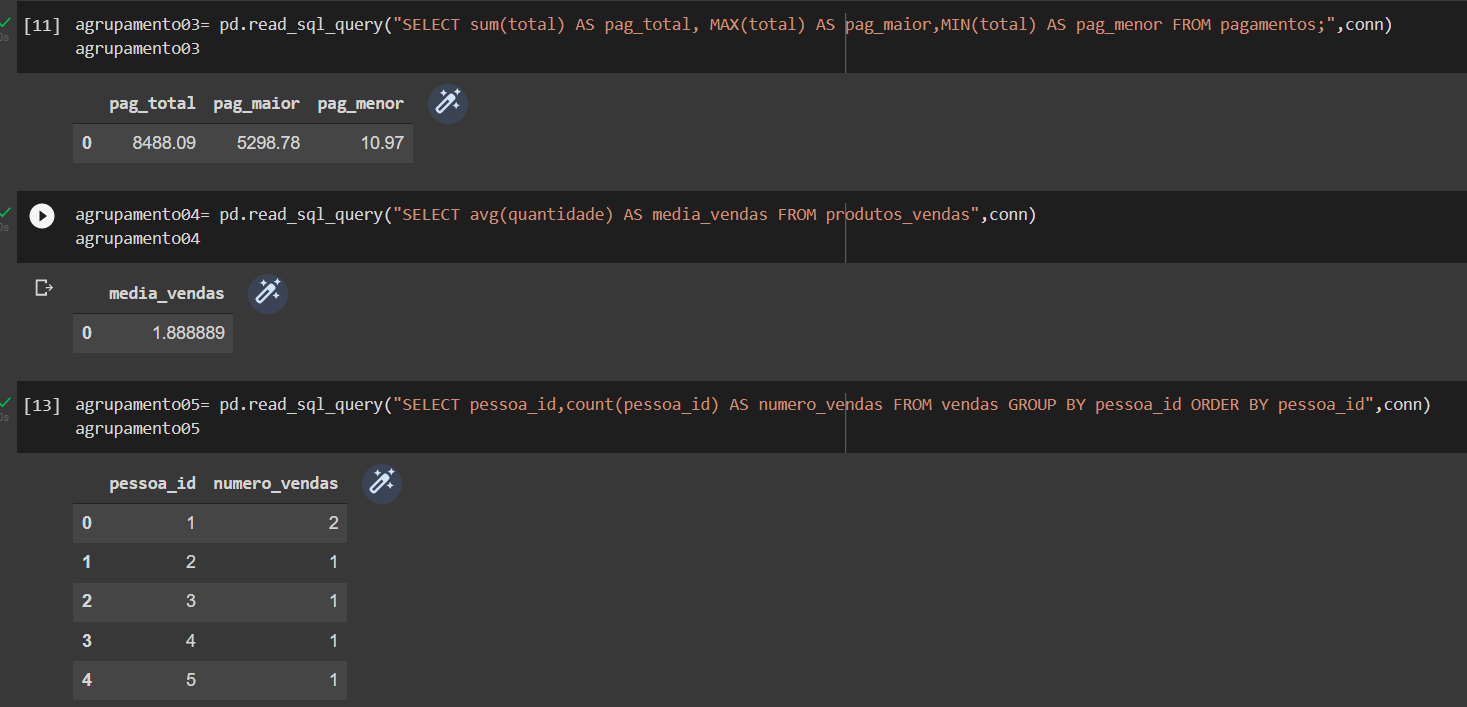 [11] agrupamento03= pd.read_sql_query("SELECT sum(total) AS pag_total, MAX(total) AS pag_maior,MIN(total) AS pag_menor FROM pagamentos;",conn)
agrupamento03
pag_total pag_maior pag_menor
0 8488.09 5298.78 10.97
agrupamento04= pd.read_sql_query("SELECT avg(quantidade) AS media_vendas FROM produtos_vendas",conn)
agrupamento04
media_vendas
0 1.888889
[13] agrupamento05= pd.read_sql_query("SELECT pessoa_id,count(pessoa_id) AS numero_vendas FROM vendas GROUP BY pessoa_id ORDER BY pessoa_id",conn)
agrupamento05
pessoa_id numero_vendas
0 1 2
1 2 1
2 3 1
3 4 1
4 5 1